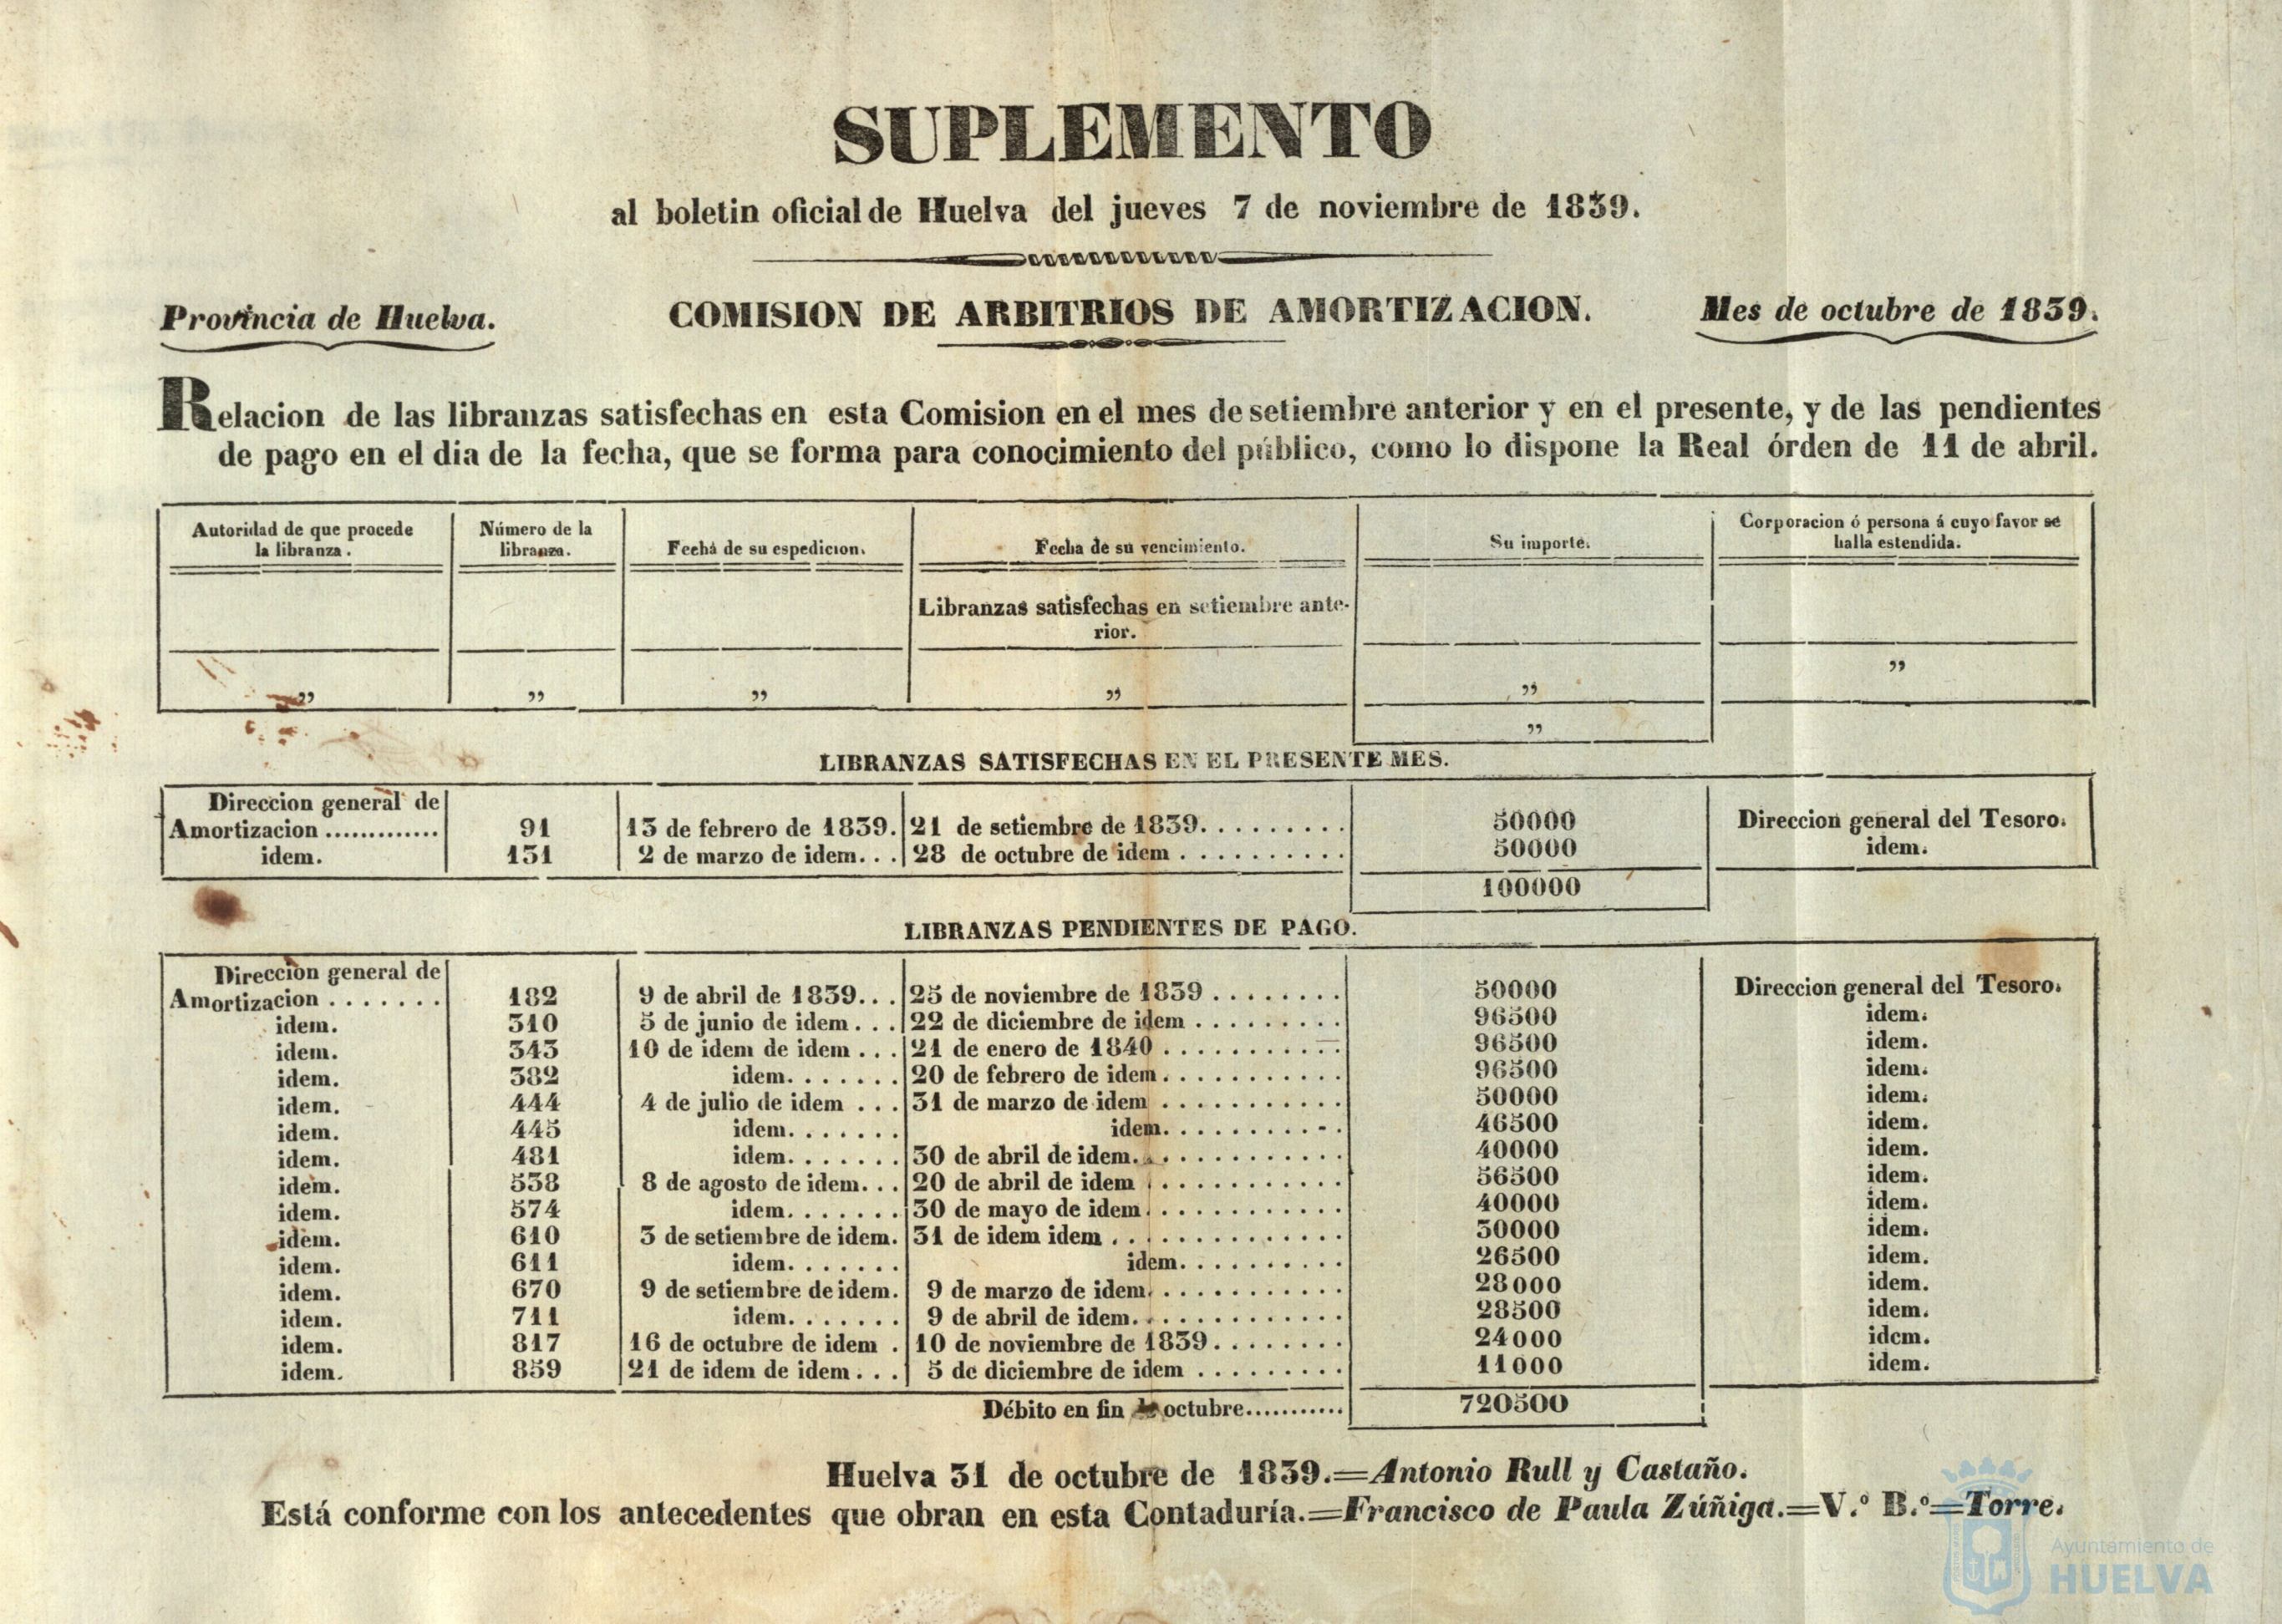 SUPLEMENTO
al boletin oficial de Huelva del jueves 7 de noviembre de 1839.
Provincia de Huelva. COMISION DE ARBITRIOS DE AMORTIZACION. Mes de octubre de 1839.
Relacion de las libranzas satisfechas en esta Comision en el mes de setiembre anterior y en el presente, y de las pendientes
de pago en el dia de la fecha, que se forma para conocimiento del público, como lo dispone la Real órden de 11 de abril.
Autoridad de que procede la libranza. Número de la libranza. Fecha de su espedicion. Fecha de su vencimiento. Su importe. Corporacion ó persona á cuyo favor se halla estendida.
Libranzas satisfechas en setiembre ante-
rior.
„ „ „ „ „ „
„
LIBRANZAS SATISFECHAS EN EL PRESENTE MES.
Direccion general de
Amortizacion ............. 91 13 de febrero de 1839. 21 de setiembre de 1839......... 50000 Direccion general del Tesoro.
idem. 131 2 de marzo de idem... 28 de octubre de idem .......... 50000 idem.
100000
LIBRANZAS PENDIENTES DE PAGO.
Direccion general de
Amortizacion ....... 182 9 de abril de 1839... 25 de noviembre de 1839 ........ 50000 Direccion general del Tesoro.
idem. 310 5 de junio de idem... 22 de diciembre de idem ......... 96500 idem.
idem. 343 10 de idem de idem ... 21 de enero de 1840 ........... 96500 idem.
idem. 382 idem....... 20 de febrero de idem........... 96500 idem.
idem. 444 4 de julio de idem ... 31 de marzo de idem ........... 50000 idem.
idem. 445 idem....... idem........... 46500 idem.
idem. 481 idem....... 30 de abril de idem............ 40000 idem.
idem. 538 8 de agosto de idem... 20 de abril de idem ........... 56500 idem.
idem. 574 idem....... 30 de mayo de idem............ 40000 idem.
idem. 610 3 de setiembre de idem. 31 de idem idem .............. 30000 idem.
idem. 611 idem....... idem.......... 26500 idem.
idem. 670 9 de setiembre de idem. 9 de marzo de idem........... 28000 idem.
idem. 711 idem....... 9 de abril de idem............ 28500 idem.
idem. 817 16 de octubre de idem . 10 de noviembre de 1839........ 24000 idem.
idem. 859 21 de idem de idem... 5 de diciembre de idem ......... 11000 idem.
Débito en fin de octubre........... 720500
Huelva 31 de octubre de 1839.=Antonio Rull y Castaño.
Está conforme con los antecedentes que obran en esta Contaduría.=Francisco de Paula Zúñiga.=V.º B.º=Torre.
Ayuntamiento de
HUELVA